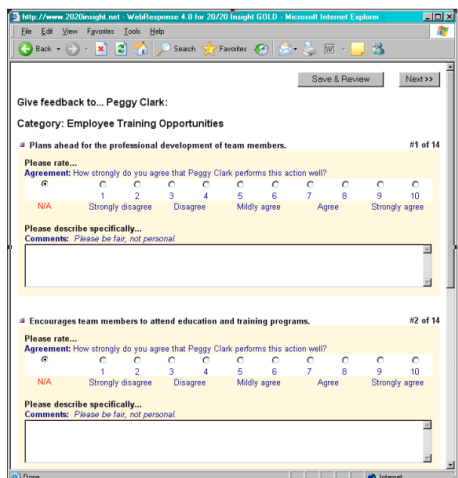 http://www.2020insight.net - WebResponse 4.0 for 20/20 Insight GOLD - Microsoft Internet Explorer
File Edit View Favorites Tools Help
Back Search Favorites
Save & Review Next>>
Give feedback to... Peggy Clark:
Category: Employee Training Opportunities
Plans ahead for the professional development of team members. #1 of 14
Please rate...
Agreement: How strongly do you agree that Peggy Clark performs this action well?
1 2 3 4 5 6 7 8 9 10
N/A Strongly disagree Disagree Mildly agree Agree Strongly agree
Please describe specifically...
Comments: Please be fair, not personal.
Encourages team members to attend education and training programs. #2 of 14
Please rate...
Agreement: How strongly do you agree that Peggy Clark performs this action well?
1 2 3 4 5 6 7 8 9 10
N/A Strongly disagree Disagree Mildly agree Agree Strongly agree
Please describe specifically...
Comments: Please be fair, not personal.
Done Internet